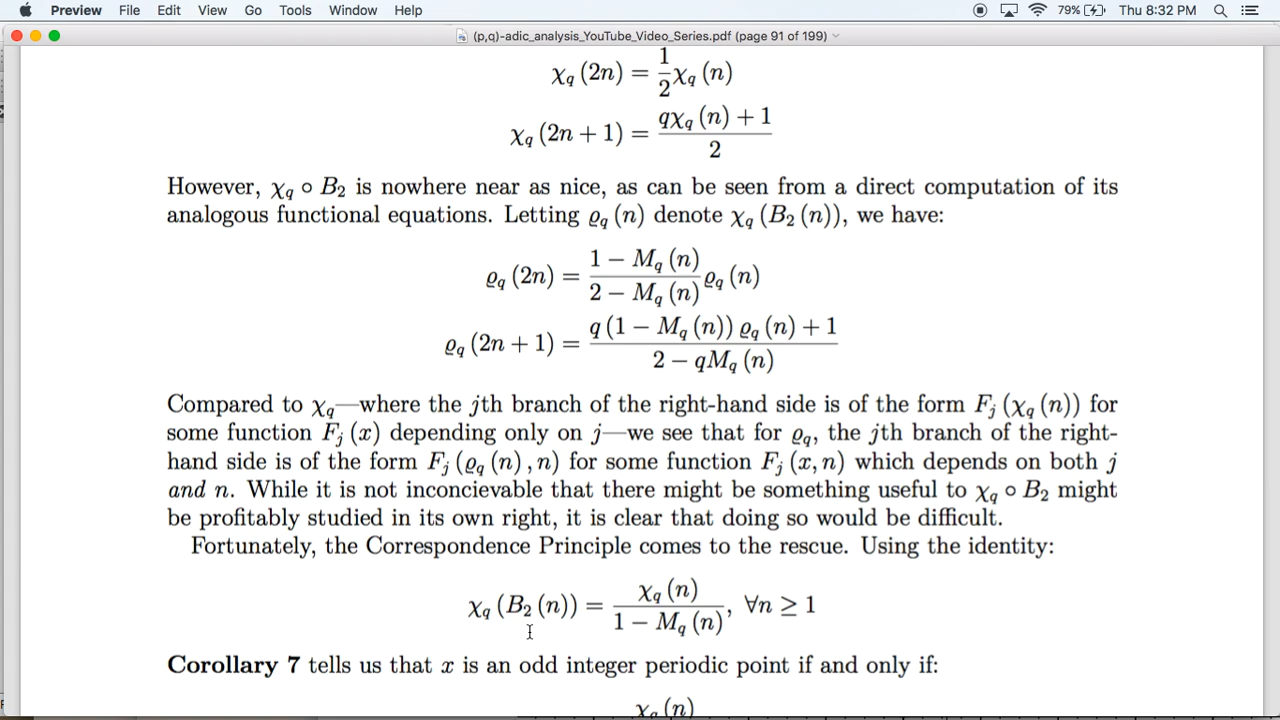 Preview File Edit View Go Tools Window Help 79% Thu 8:32 PM
(p,q)-adic_analysis_YouTube_Video_Series.pdf (page 91 of 199)
χ_q (2n) = 1/2 χ_q (n)
χ_q (2n + 1) = (qχ_q (n) + 1)/2
However, χ_q ∘ B_2 is nowhere near as nice, as can be seen from a direct computation of its
analogous functional equations. Letting ϱ_q (n) denote χ_q (B_2 (n)), we have:
ϱ_q (2n) = (1 − M_q (n))/(2 − M_q (n)) ϱ_q (n)
ϱ_q (2n + 1) = (q (1 − M_q (n)) ϱ_q (n) + 1)/(2 − qM_q (n))
Compared to χ_q—where the jth branch of the right-hand side is of the form F_j (χ_q (n)) for
some function F_j (x) depending only on j—we see that for ϱ_q, the jth branch of the right-
hand side is of the form F_j (ϱ_q (n) , n) for some function F_j (x, n) which depends on both j
and n. While it is not inconcievable that there might be something useful to χ_q ∘ B_2 might
be profitably studied in its own right, it is clear that doing so would be difficult.
Fortunately, the Correspondence Principle comes to the rescue. Using the identity:
χ_q (B_2 (n)) = χ_q (n)/(1 − M_q (n)), ∀n ≥ 1
Corollary 7 tells us that x is an odd integer periodic point if and only if:
χ_q (n)